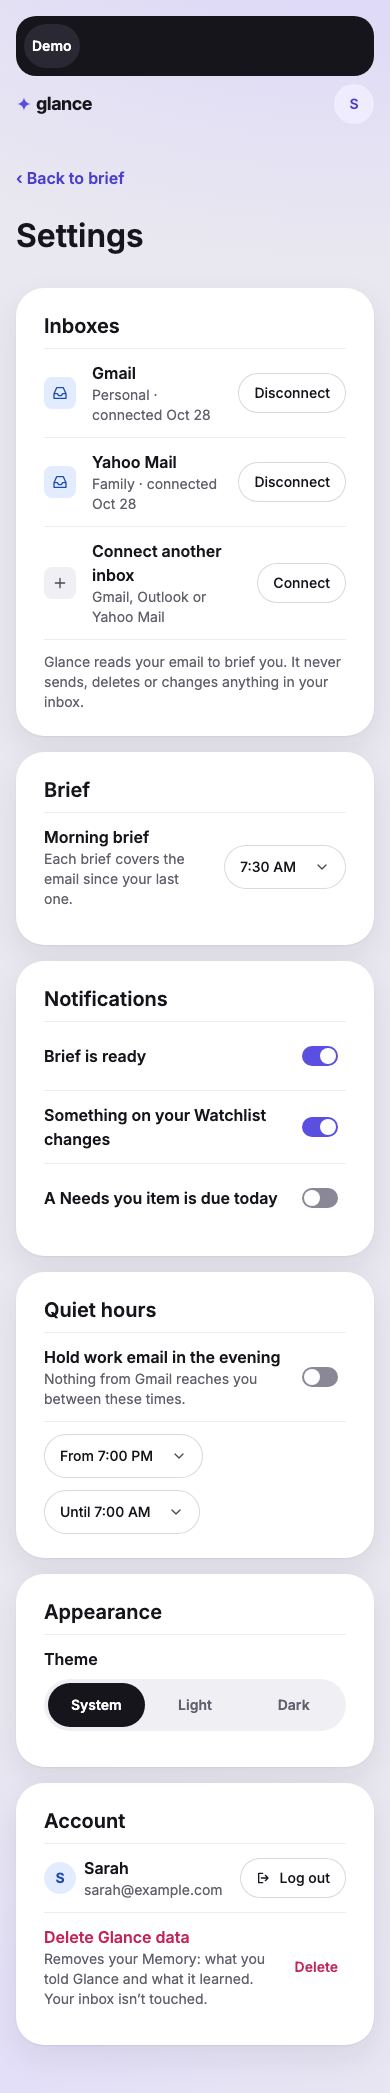 Demo
glance
S
‹ Back to brief
Settings
Inboxes
Gmail
Personal ·
connected Oct 28
Disconnect
Yahoo Mail
Family · connected
Oct 28
Disconnect
Connect another
inbox
Gmail, Outlook or
Yahoo Mail
Connect
Glance reads your email to brief you. It never
sends, deletes or changes anything in your
inbox.
Brief
Morning brief
Each brief covers the
email since your last
one.
7:30 AM
Notifications
Brief is ready
Something on your Watchlist
changes
A Needs you item is due today
Quiet hours
Hold work email in the evening
Nothing from Gmail reaches you
between these times.
From 7:00 PM
Until 7:00 AM
Appearance
Theme
System
Light
Dark
Account
S
Sarah
sarah@example.com
Log out
Delete Glance data
Removes your Memory: what you
told Glance and what it learned.
Your inbox isn’t touched.
Delete